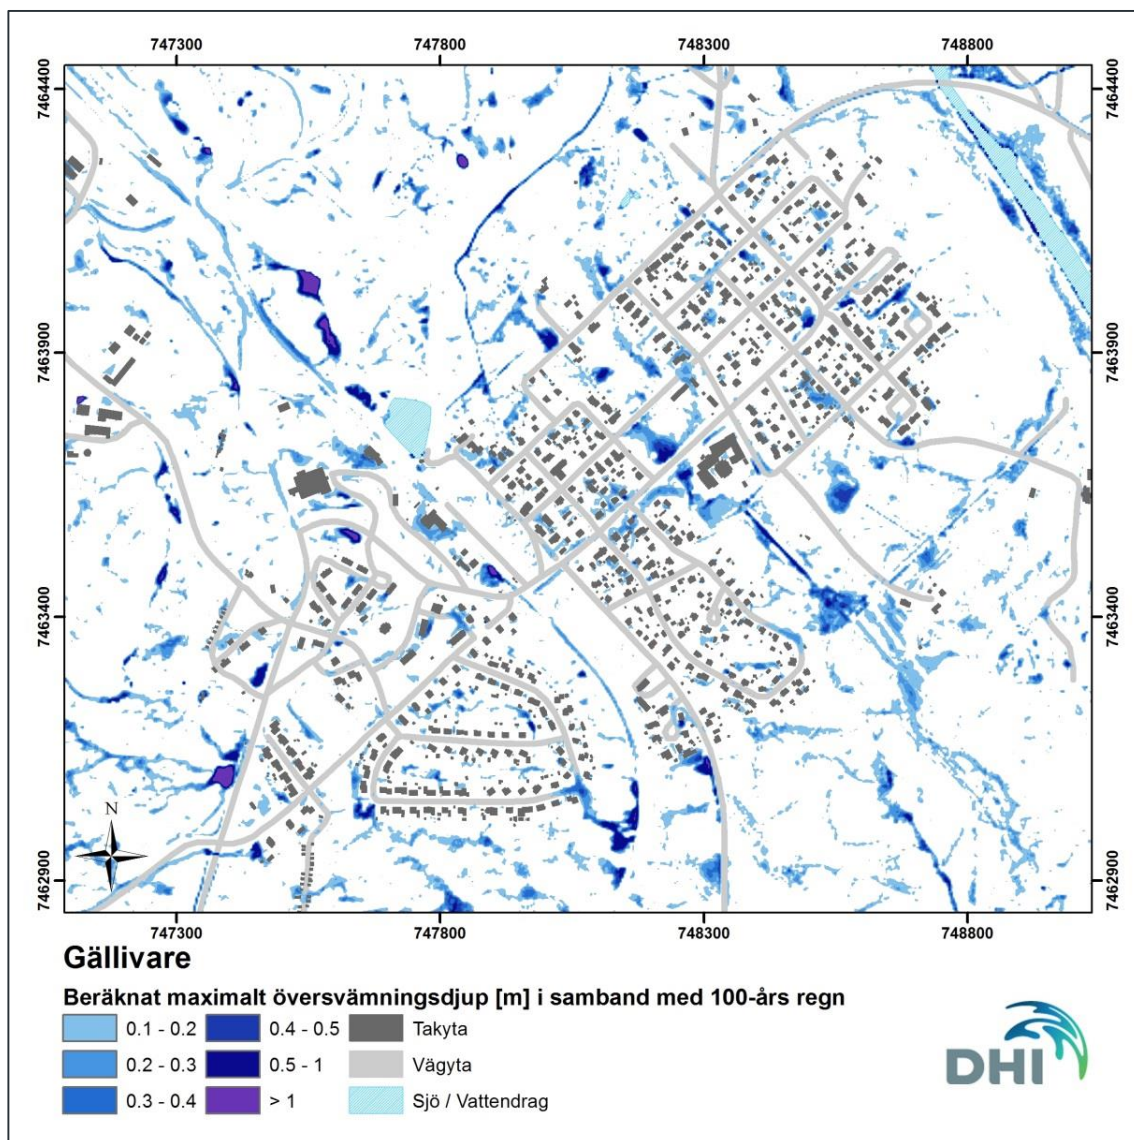 747300 747800 748300 748800
7464400 7464400
7463900 7463900
7463400 7463400
7462900 7462900
N
747300 747800 748300 748800
Gällivare
Beräknat maximalt översvämningsdjup [m] i samband med 100-års regn
0.1 - 0.2 0.4 - 0.5 Takyta
0.2 - 0.3 0.5 - 1 Vägyta
0.3 - 0.4 > 1 Sjö / Vattendrag
DHI